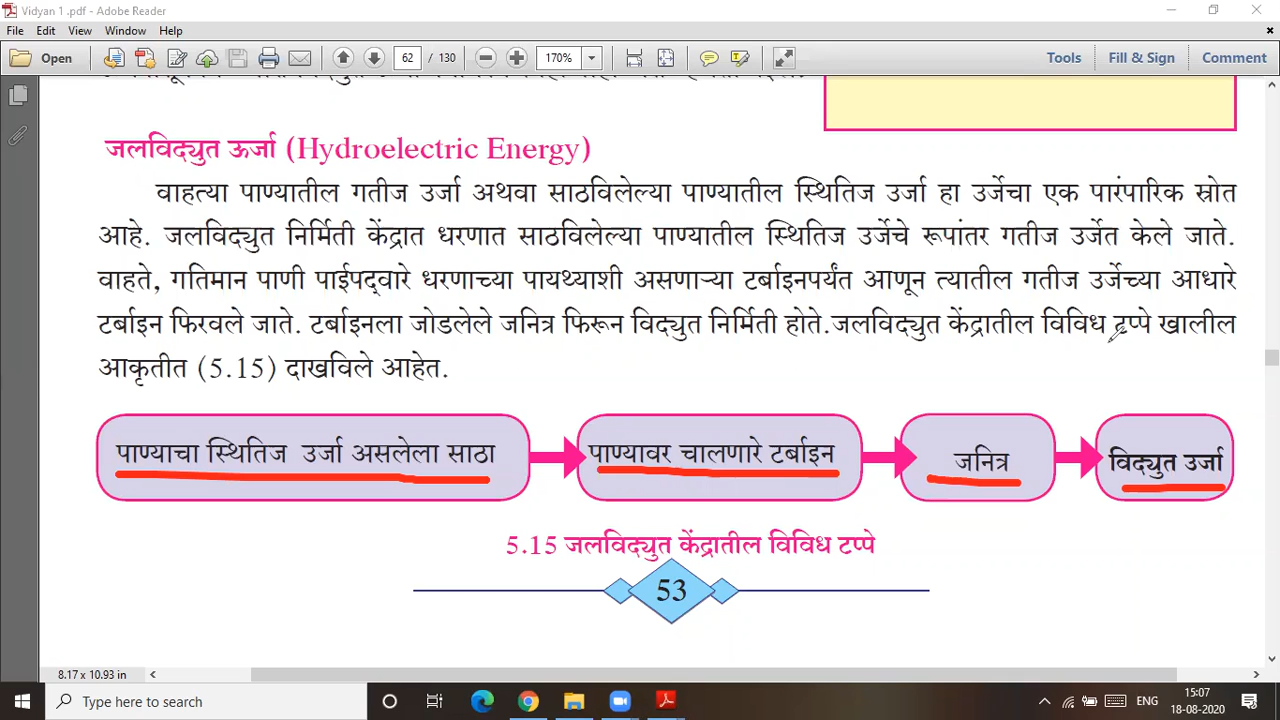 Vidyan 1 .pdf - Adobe Reader
File Edit View Window Help
Open 62 / 130 170% Tools Fill & Sign Comment
जलविद्युत ऊर्जा (Hydroelectric Energy)
वाहत्या पाण्यातील गतीज उर्जा अथवा साठविलेल्या पाण्यातील स्थितिज उर्जा हा उर्जेचा एक पारंपारिक स्रोत
आहे. जलविद्युत निर्मिती केंद्रात धरणात साठविलेल्या पाण्यातील स्थितिज उर्जेचे रूपांतर गतीज उर्जेत केले जाते.
वाहते, गतिमान पाणी पाईपद्वारे धरणाच्या पायथ्याशी असणाऱ्या टर्बाइनपर्यंत आणून त्यातील गतीज उर्जेच्या आधारे
टर्बाइन फिरवले जाते. टर्बाइनला जोडलेले जनित्र फिरून विद्युत निर्मिती होते.जलविद्युत केंद्रातील विविध टप्पे खालील
आकृतीत (5.15) दाखविले आहेत.
पाण्याचा स्थितिज उर्जा असलेला साठा पाण्यावर चालणारे टर्बाइन जनित्र विद्युत उर्जा
5.15 जलविद्युत केंद्रातील विविध टप्पे
53
8.17 x 10.93 in
Type here to search ENG 15:07
18-08-2020